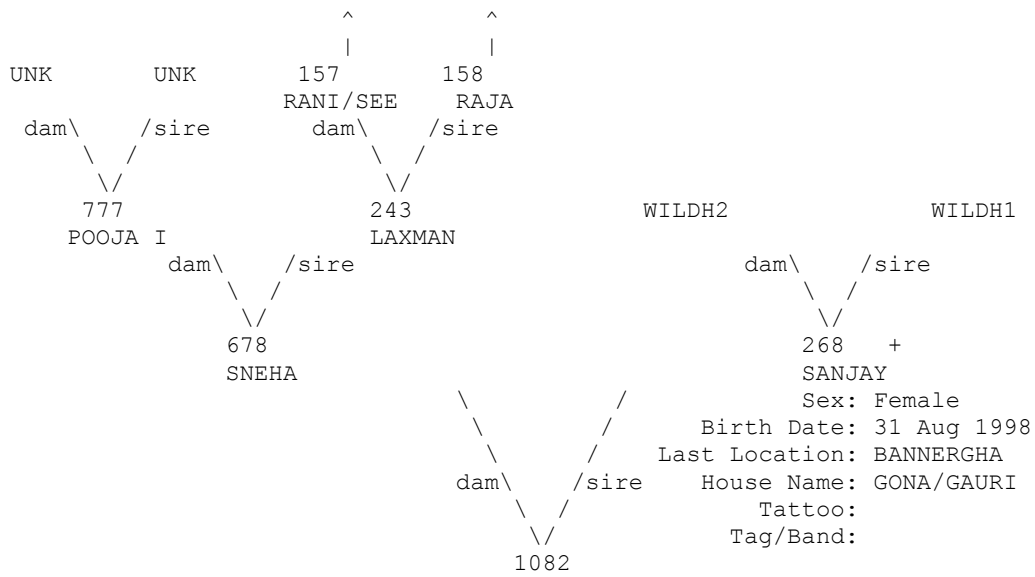 ^ ^
| |
UNK UNK 157 158
RANI/SEE RAJA
dam\ /sire dam\ /sire
\ / \ /
\/ \/
777 243 WILDH2 WILDH1
POOJA I LAXMAN
dam\ /sire dam\ /sire
\ / \ /
\/ \/
678 268 +
SNEHA SANJAY
\ / Sex: Female
\ / Birth Date: 31 Aug 1998
\ / Last Location: BANNERGHA
dam\ /sire House Name: GONA/GAURI
\ / Tattoo:
\/ Tag/Band:
1082